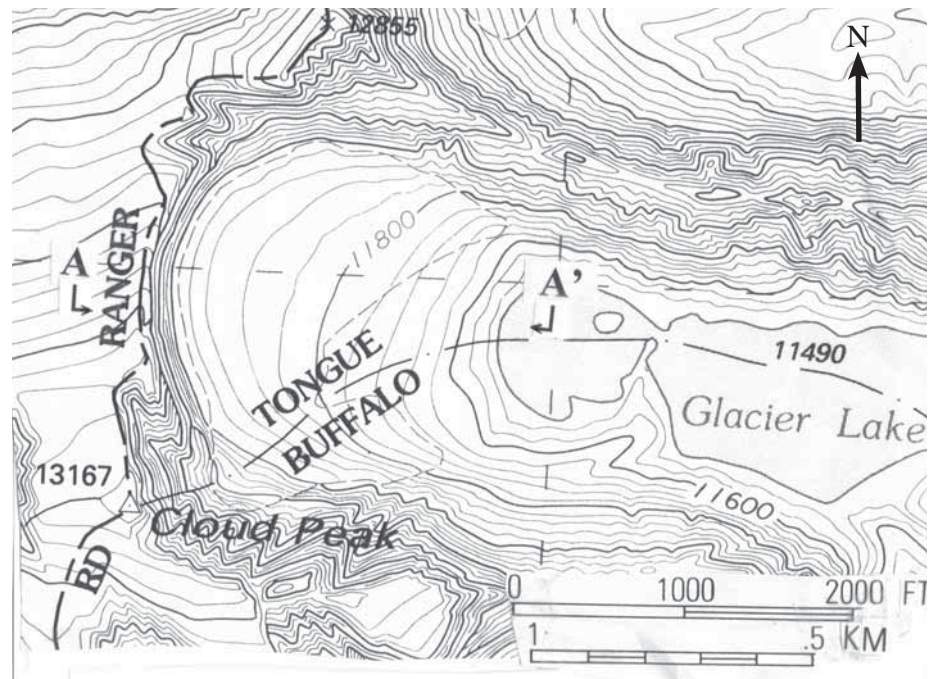 12855
N
RANGER
RD
11800
A
A’
TONGUE
BUFFALO
11490
Glacier Lake
13167
Cloud Peak
11600
0 1000 2000 FT
1 .5 KM